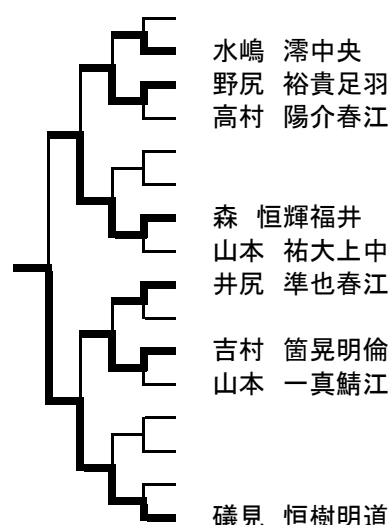 水嶋 澪中央
野尻 裕貴足羽
高村 陽介春江
森 恒輝福井
山本 祐大上中
井尻 準也春江
吉村 箇晃明倫
山本 一真鯖江
礒見 恒樹明道